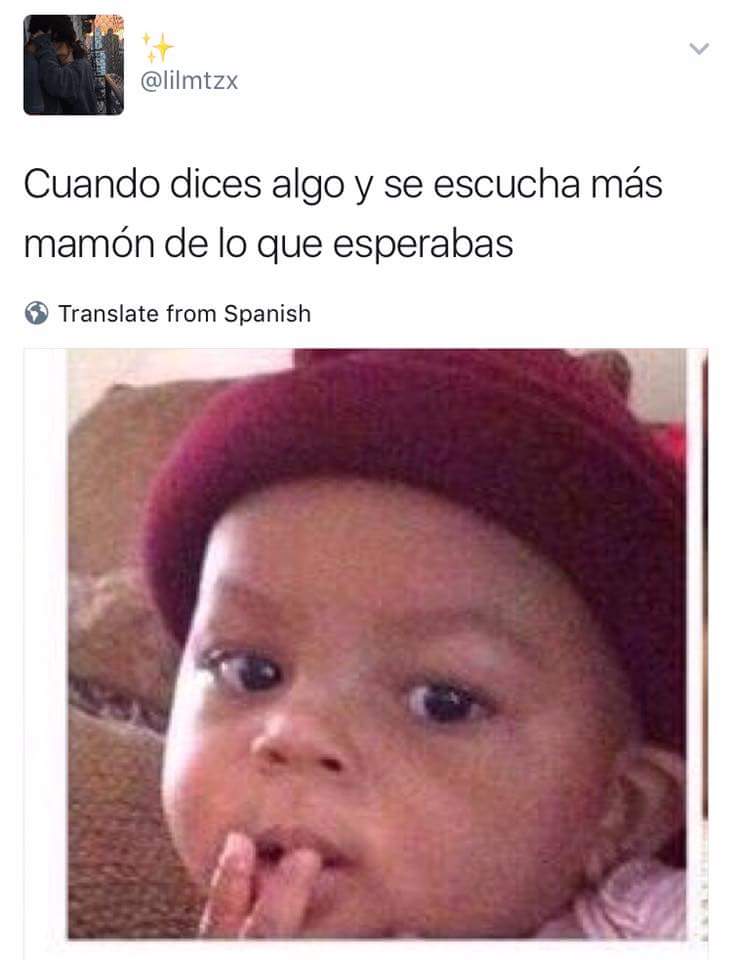 @lilmtzx
Cuando dices algo y se escucha más
mamón de lo que esperabas
Translate from Spanish